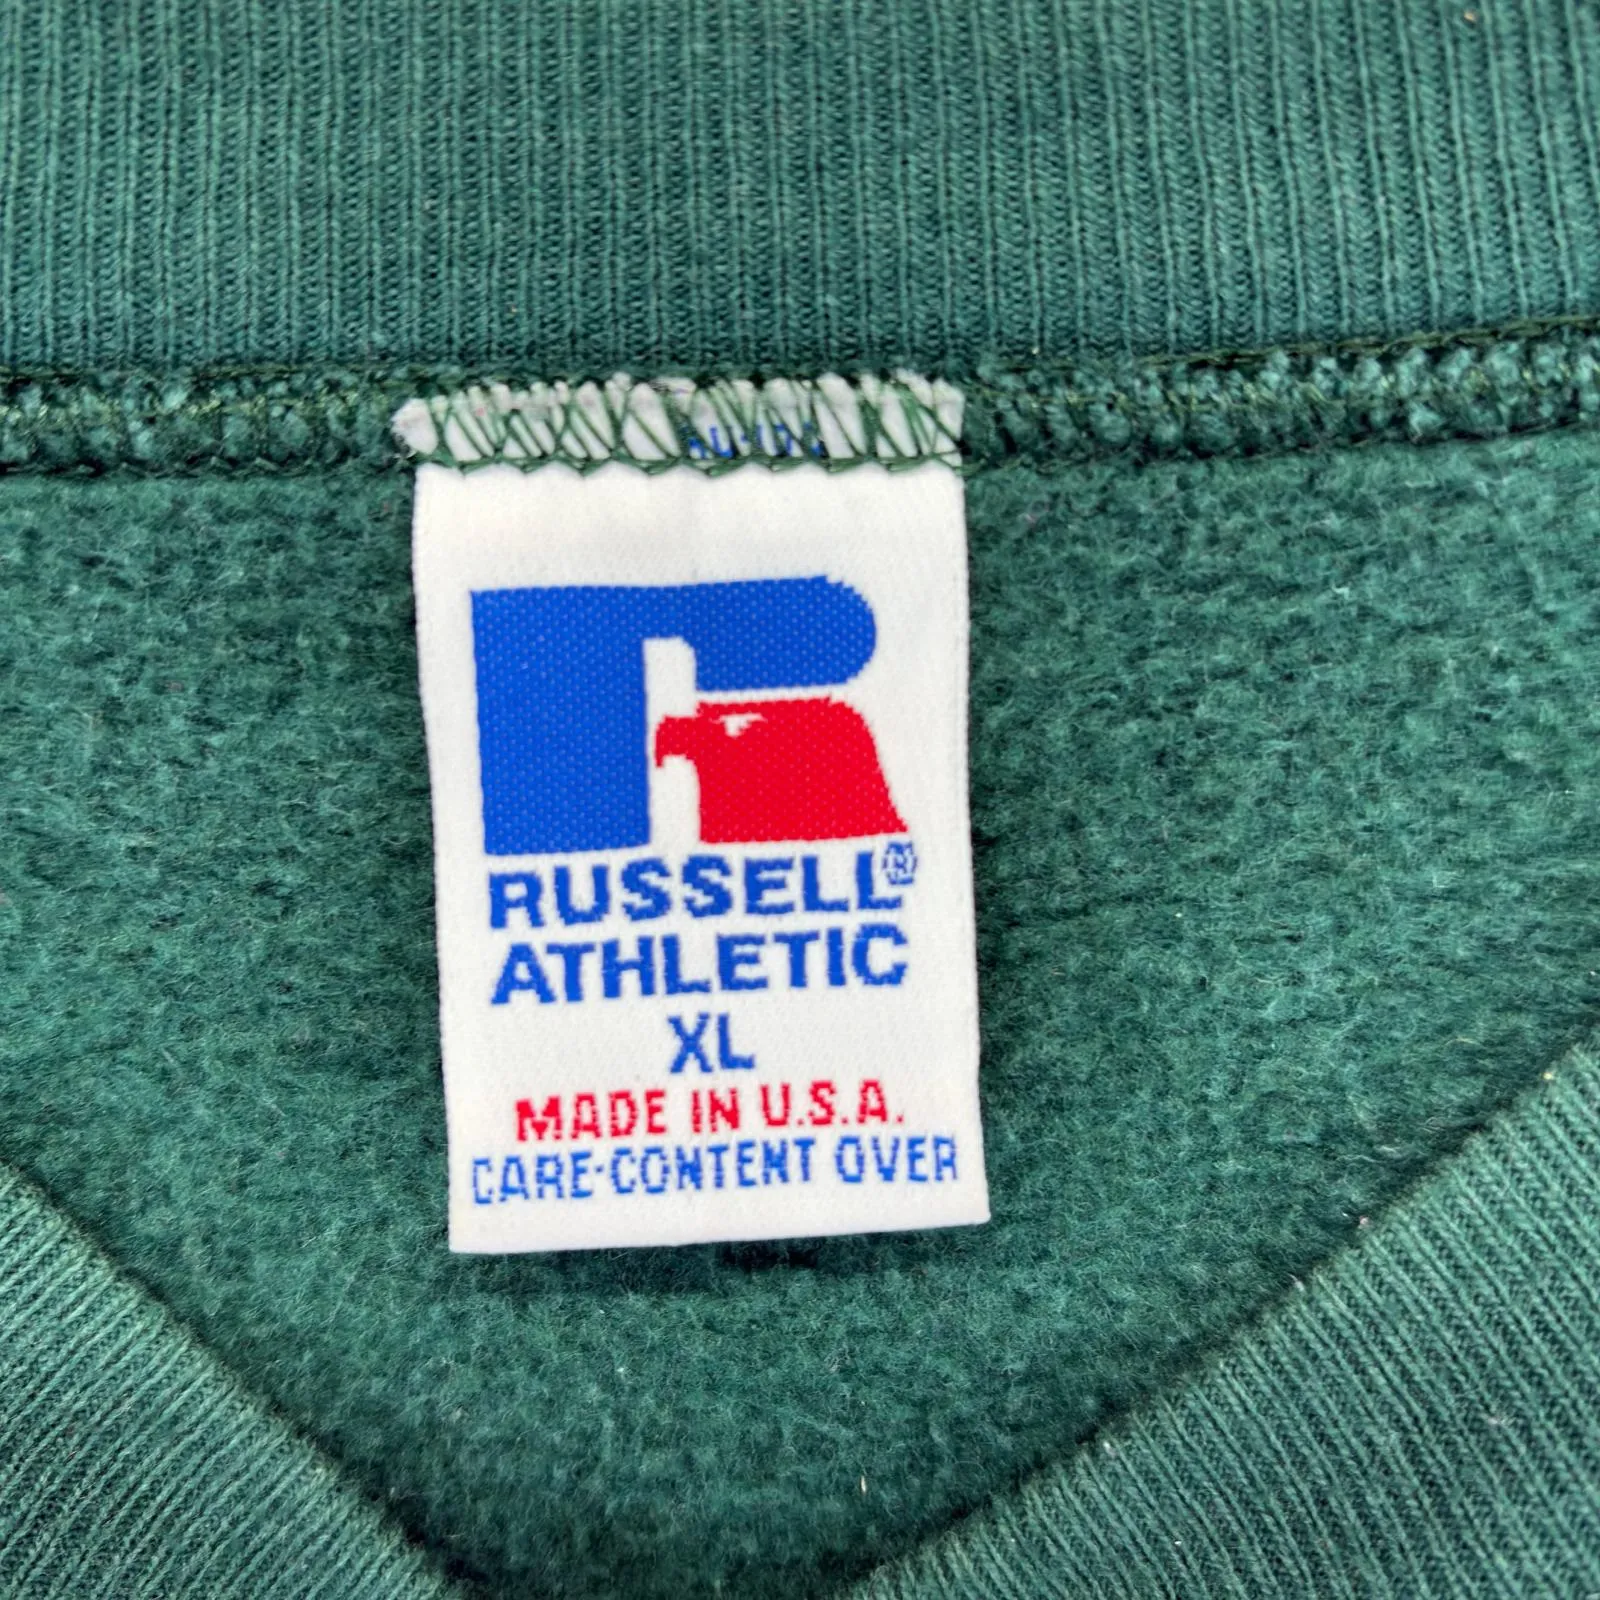 RUSSELL®
ATHLETIC
XL
MADE IN U.S.A.
CARE-CONTENT OVER